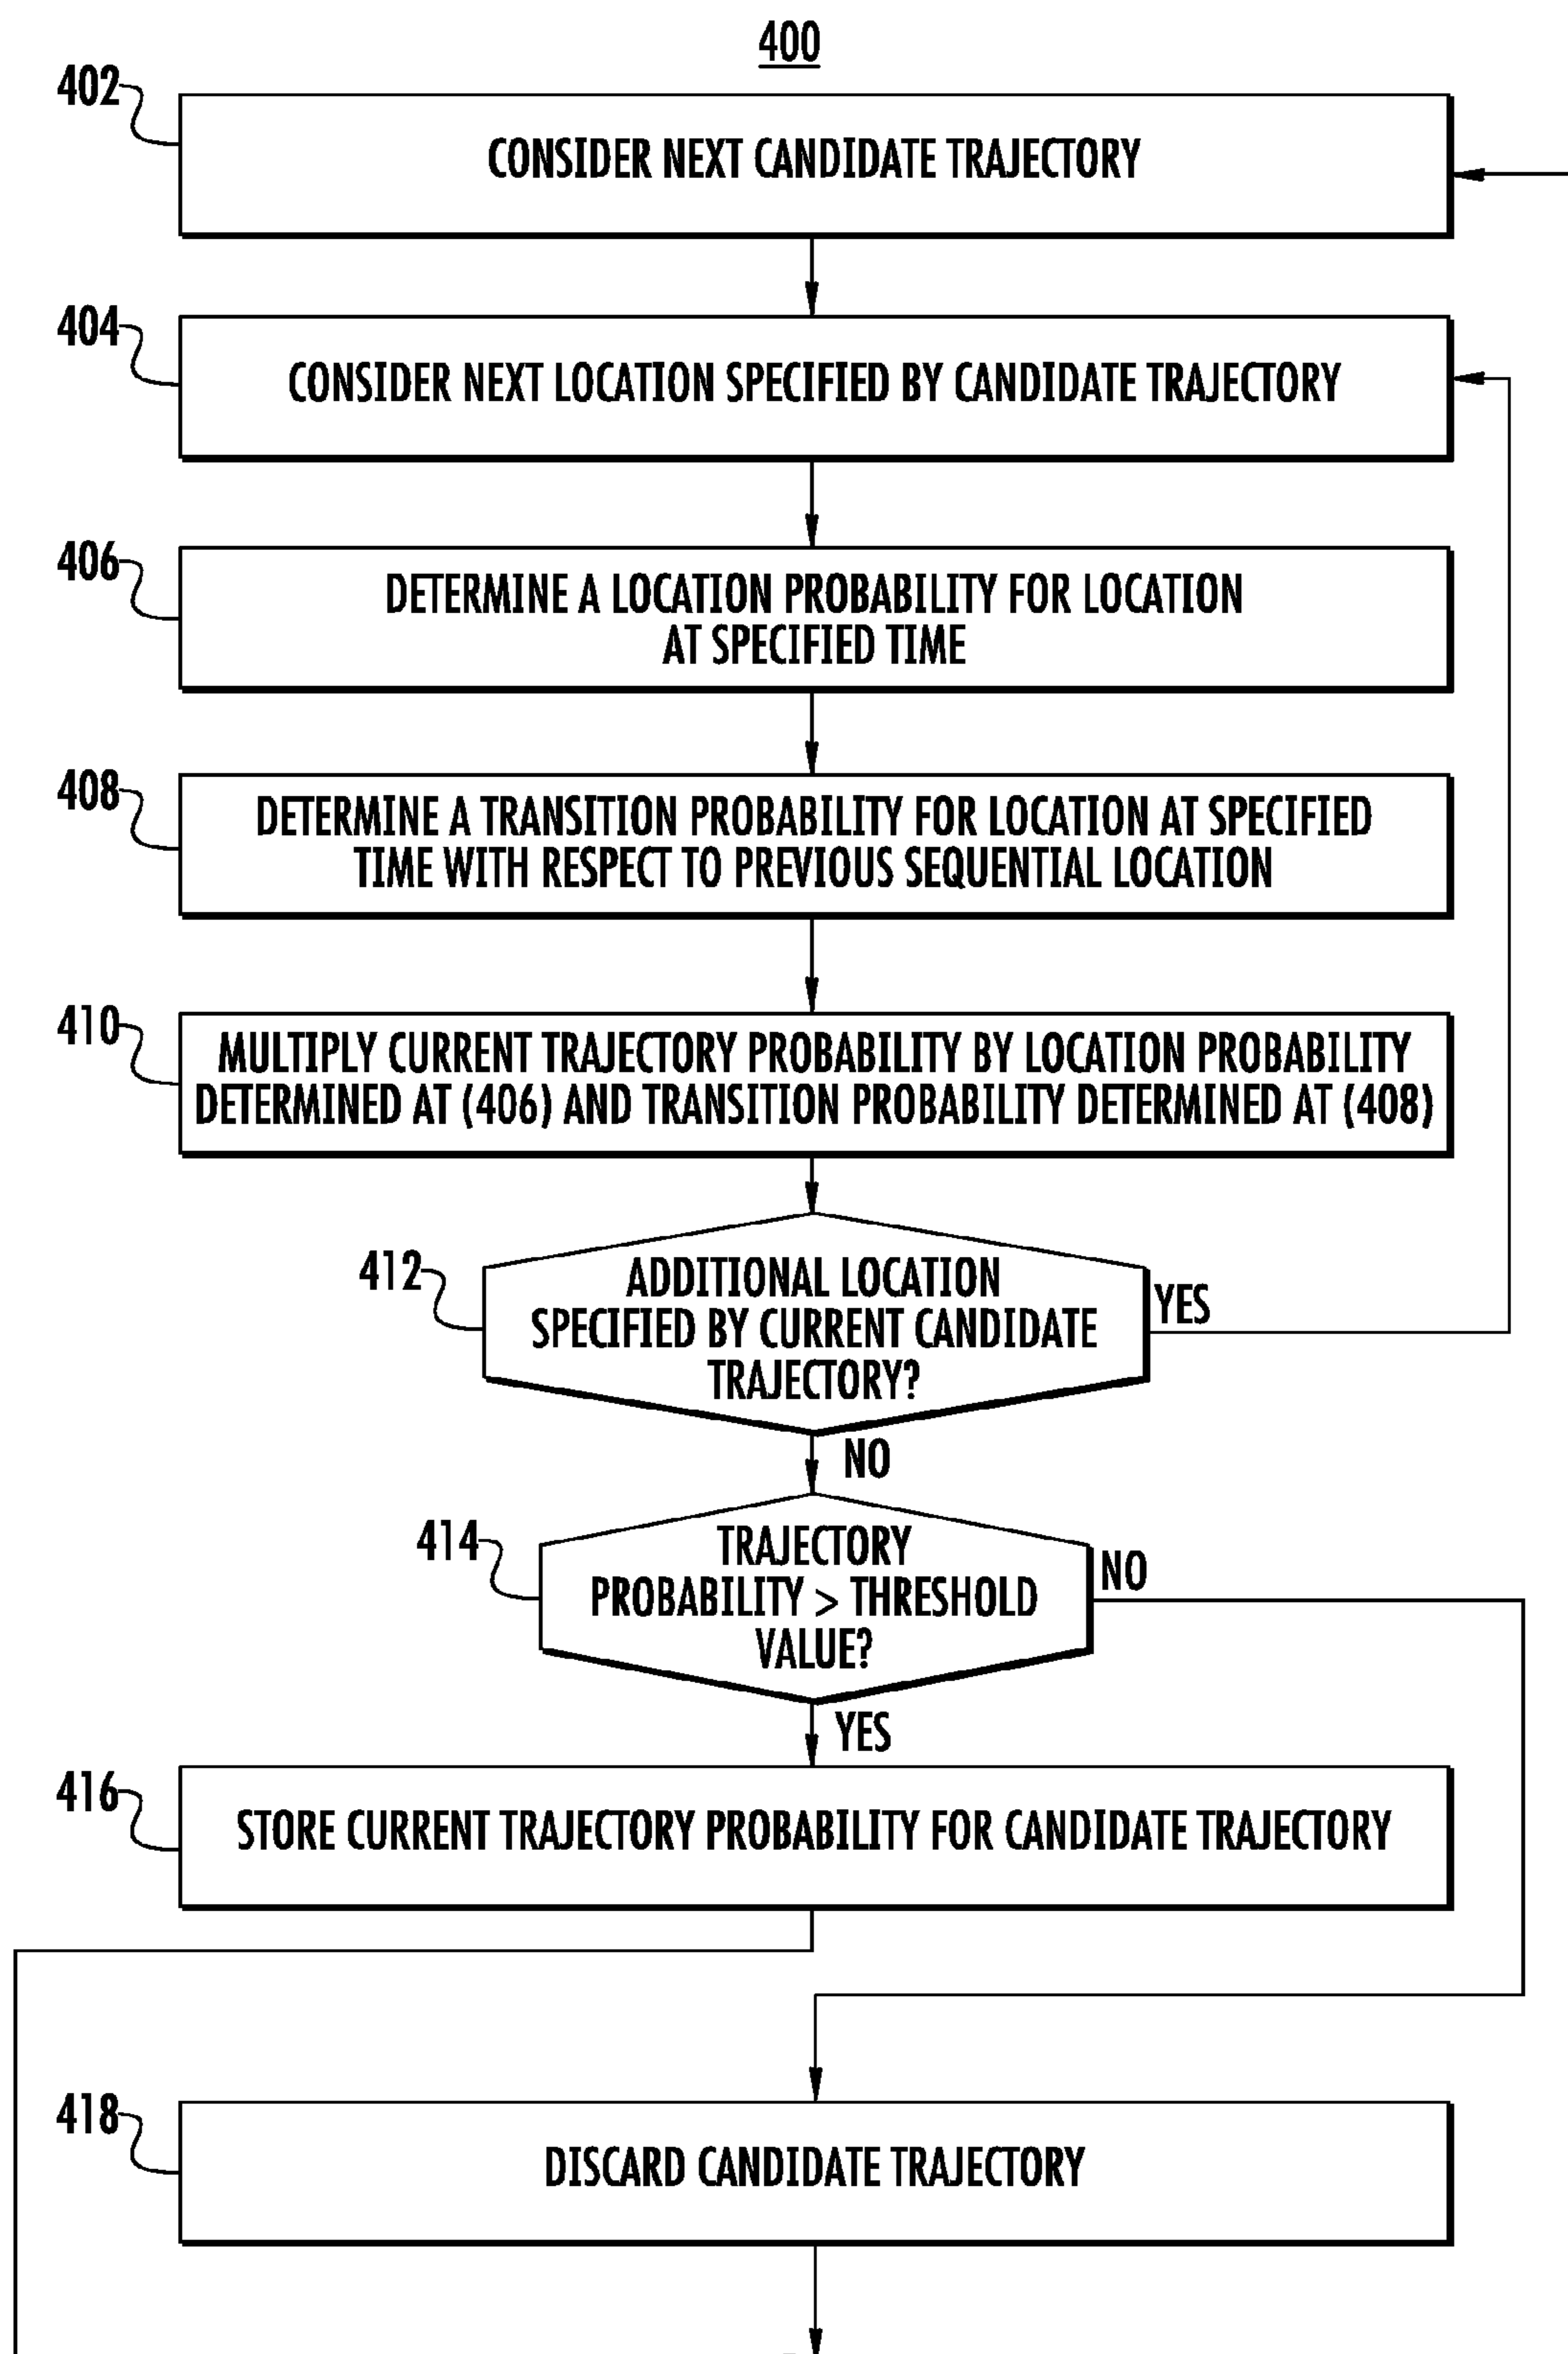 400
402
CONSIDER NEXT CANDIDATE TRAJECTORY
404
CONSIDER NEXT LOCATION SPECIFIED BY CANDIDATE TRAJECTORY
406
DETERMINE A LOCATION PROBABILITY FOR LOCATION
AT SPECIFIED TIME
408
DETERMINE A TRANSITION PROBABILITY FOR LOCATION AT SPECIFIED
TIME WITH RESPECT TO PREVIOUS SEQUENTIAL LOCATION
410
MULTIPLY CURRENT TRAJECTORY PROBABILITY BY LOCATION PROBABILITY
DETERMINED AT (406) AND TRANSITION PROBABILITY DETERMINED AT (408)
412
ADDITIONAL LOCATION
SPECIFIED BY CURRENT CANDIDATE
TRAJECTORY?
YES
NO
414
TRAJECTORY
PROBABILITY > THRESHOLD
VALUE?
NO
YES
416
STORE CURRENT TRAJECTORY PROBABILITY FOR CANDIDATE TRAJECTORY
418
DISCARD CANDIDATE TRAJECTORY